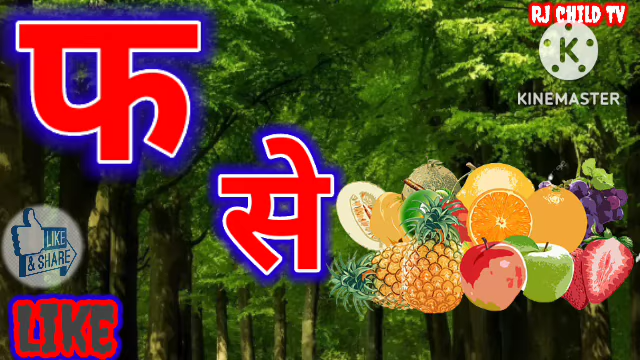 RJ CHILD TV
फ
K
KINEMASTER
से
LIKE
& SHARE
LIKE